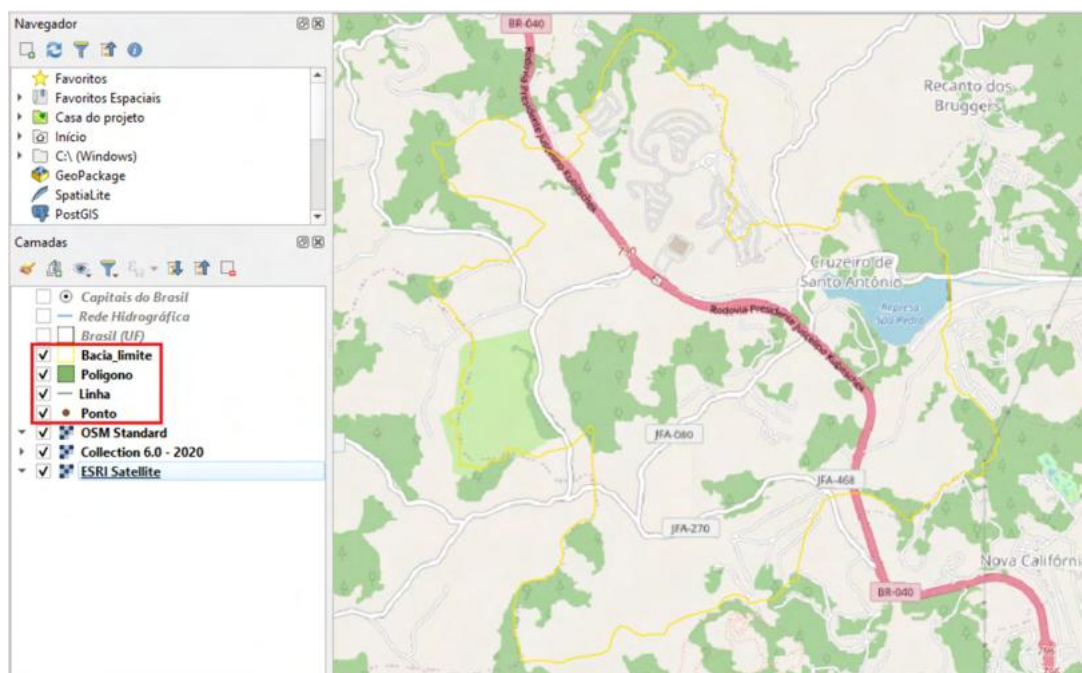 Navegador
Favoritos
Favoritos Espaciais
Casa do projeto
Início
C:\ (Windows)
GeoPackage
SpatiaLite
PostGIS
Camadas
Capitais do Brasil
Rede Hidrográfica
Brasil (UF)
Bacia_limite
Poligono
Linha
Ponto
OSM Standard
Collection 6.0 - 2020
ESRI Satellite
BR-040
Rodovia Presidente Juscelino Kubitschek
Recanto dos
Bruggers
790
Cruzeiro de
Santo Antônio
Represa
São Pedro
Rodovia Presidente Juscelino Kubitschek
JFA-080
JFA-468
JFA-270
Nova Califórni
BR-040